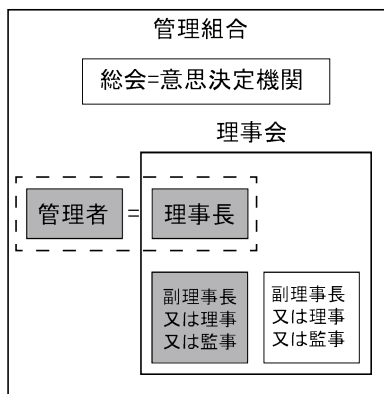 管理組合
総会=意思決定機関
理事会
管理者=理事長
副理事長
又は理事
又は監事
副理事長
又は理事
又は監事